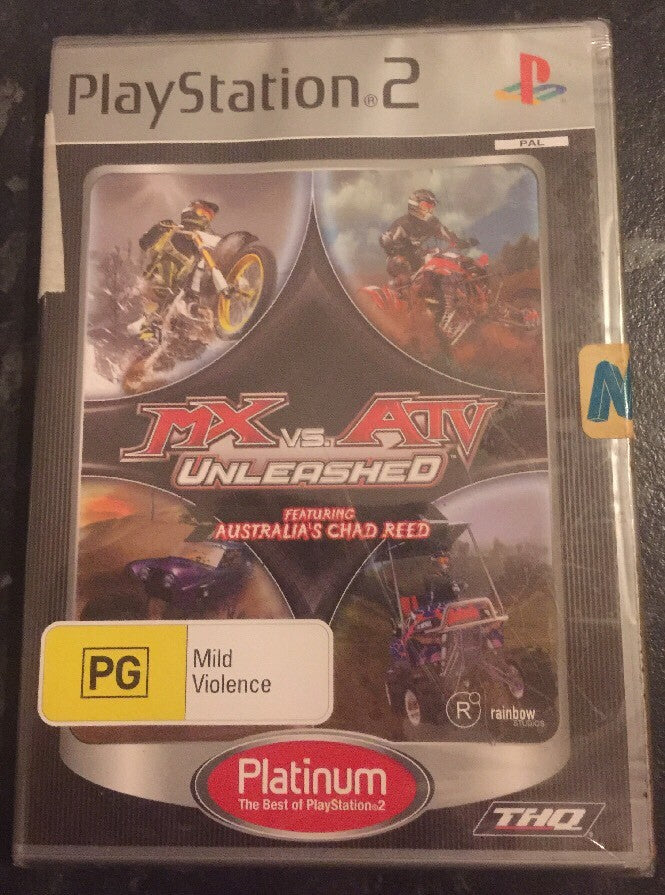 PlayStation®2
PAL
MX vs. ATV
UNLEASHED
FEATURING
AUSTRALIA'S CHAD REED
N
PG
Mild
Violence
R
rainbow
STUDIOS
Platinum
The Best of PlayStation®2
THQ